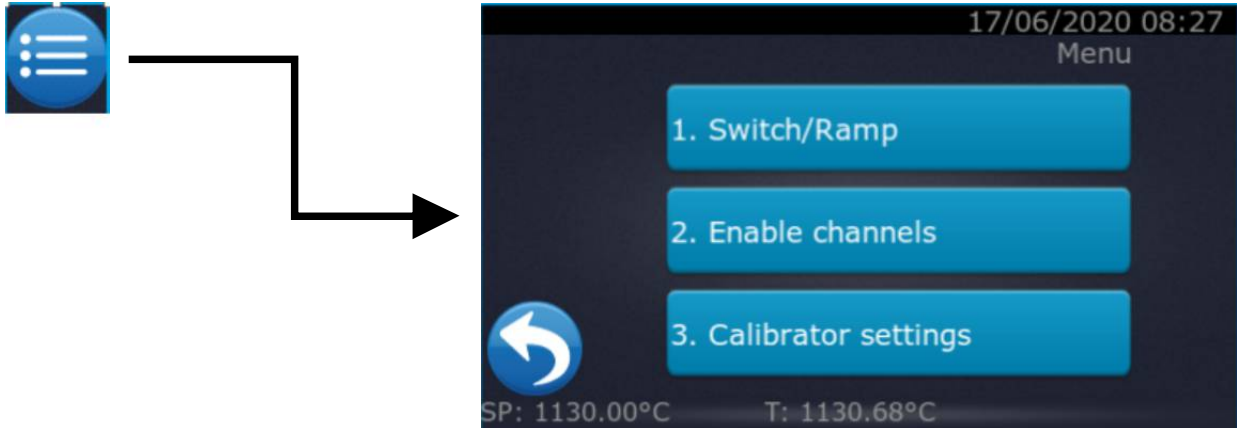 17/06/2020 08:27
Menu
1. Switch/Ramp
2. Enable channels
3. Calibrator settings
SP: 1130.00°C T: 1130.68°C